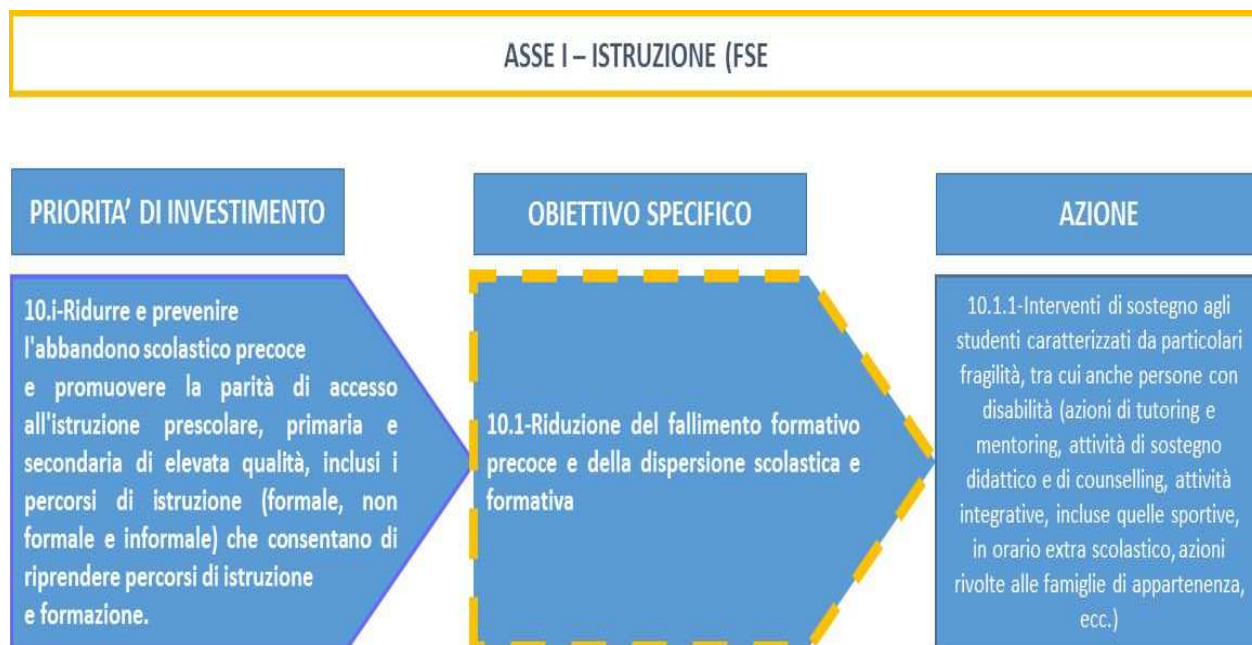 ASSE I – ISTRUZIONE (FSE
PRIORITA’ DI INVESTIMENTO
10.i-Ridurre e prevenire
l'abbandono scolastico precoce
e promuovere la parità di accesso
all'istruzione prescolare, primaria e
secondaria di elevata qualità, inclusi i
percorsi di istruzione (formale, non
formale e informale) che consentano di
riprendere percorsi di istruzione
e formazione.
OBIETTIVO SPECIFICO
10.1-Riduzione del fallimento formativo
precoce e della dispersione scolastica e
formativa
AZIONE
10.1.1-Interventi di sostegno agli
studenti caratterizzati da particolari
fragilità, tra cui anche persone con
disabilità (azioni di tutoring e
mentoring, attività di sostegno
didattico e di counselling, attività
integrative, incluse quelle sportive,
in orario extra scolastico, azioni
rivolte alle famiglie di appartenenza,
ecc.)